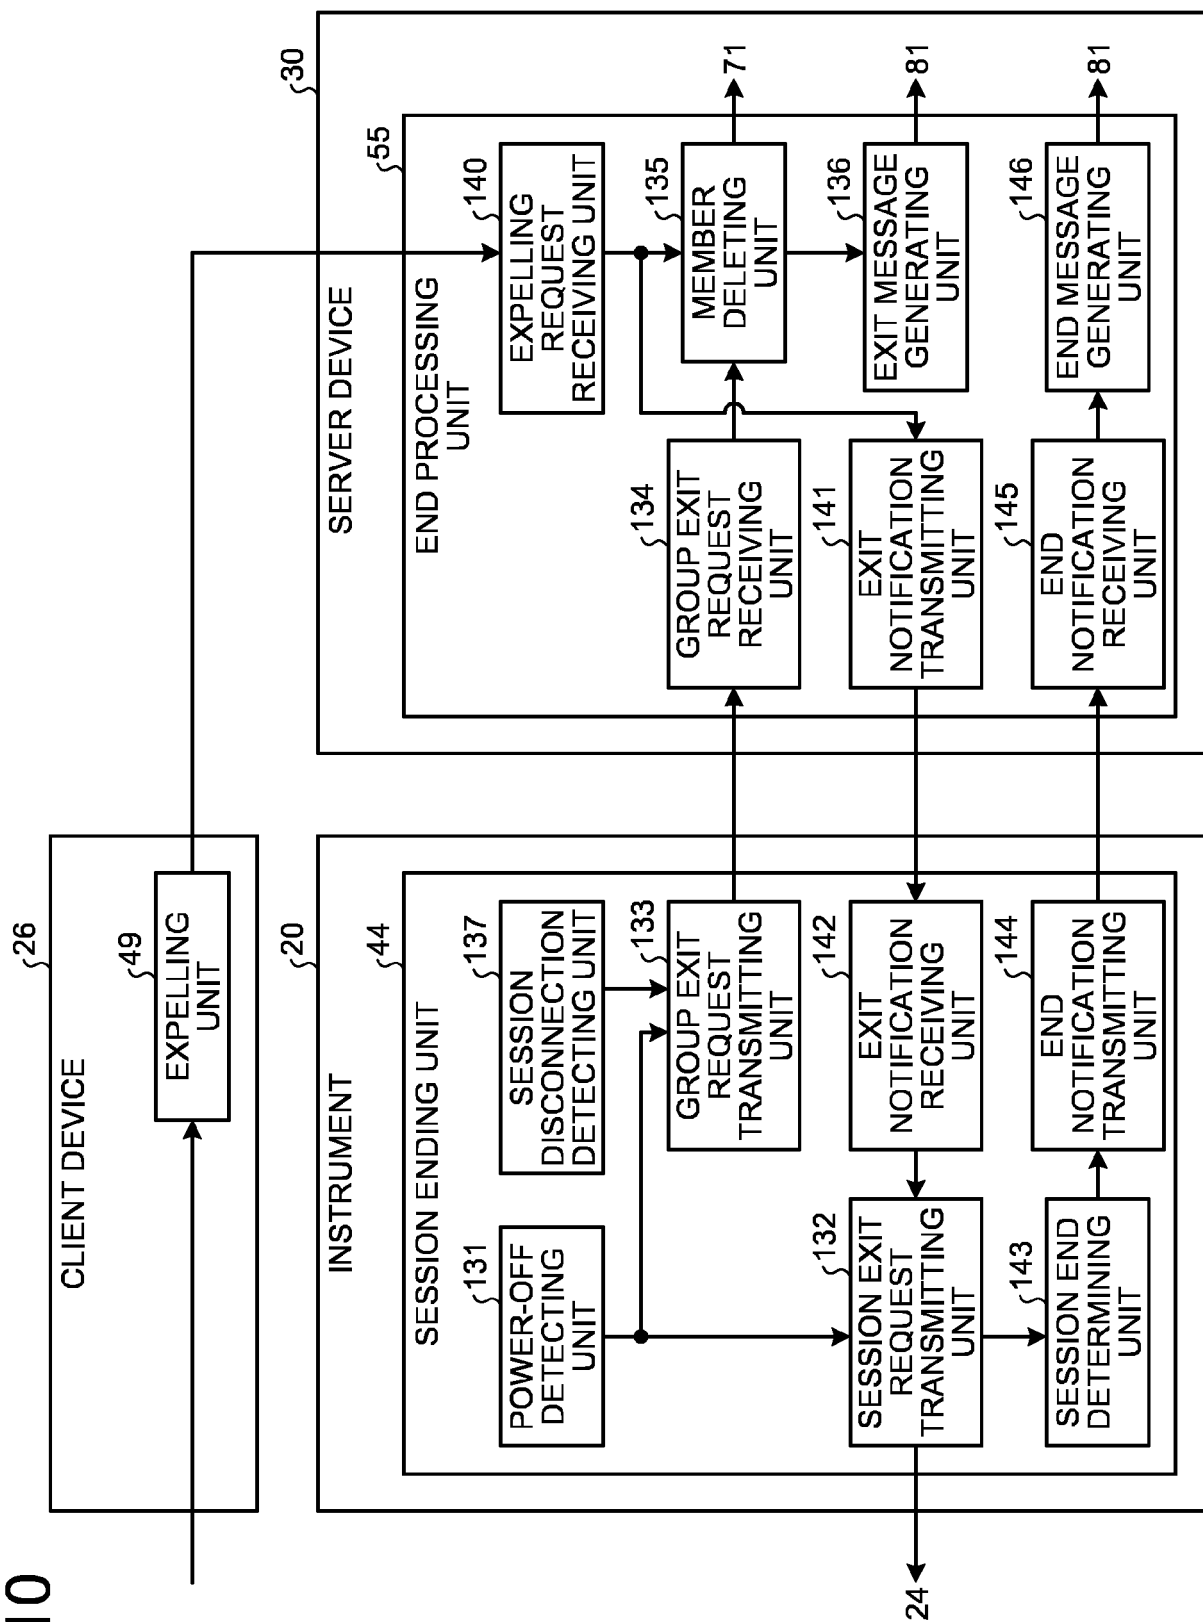 10
CLIENT DEVICE
26
49
EXPELLING
UNIT
INSTRUMENT
20
SESSION ENDING UNIT
44
POWER-OFF
DETECTING
UNIT
131
SESSION
DISCONNECTION
DETECTING UNIT
137
GROUP EXIT
REQUEST
TRANSMITTING
UNIT
133
SESSION EXIT
REQUEST
TRANSMITTING
UNIT
132
EXIT
NOTIFICATION
RECEIVING
UNIT
142
SESSION END
DETERMINING
UNIT
143
END
NOTIFICATION
TRANSMITTING
UNIT
144
24
SERVER DEVICE
30
END PROCESSING
UNIT
55
EXPELLING
REQUEST
RECEIVING UNIT
140
GROUP EXIT
REQUEST
RECEIVING
UNIT
134
MEMBER
DELETING
UNIT
135
71
EXIT
NOTIFICATION
TRANSMITTING
UNIT
141
EXIT MESSAGE
GENERATING
UNIT
136
81
END
NOTIFICATION
RECEIVING
UNIT
145
END MESSAGE
GENERATING
UNIT
146
81